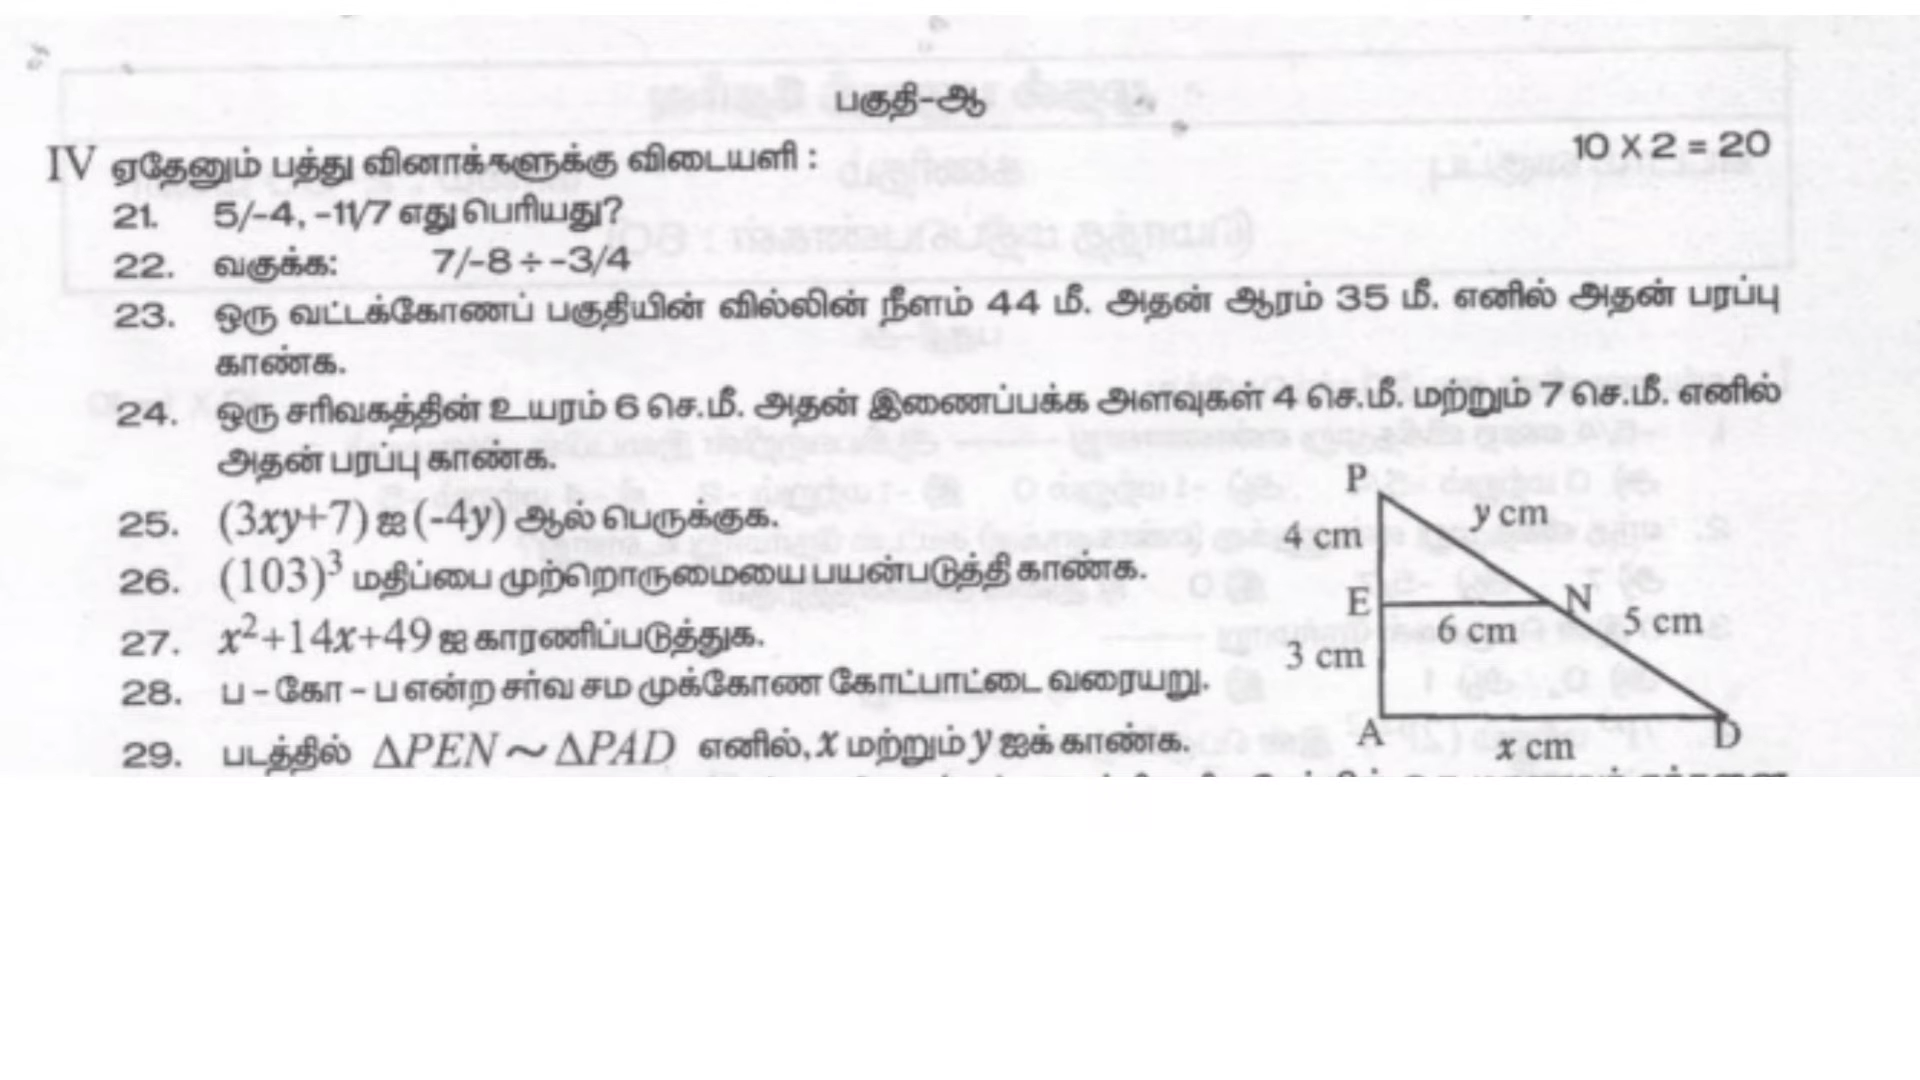 பகுதி-ஆ
IV ஏதேனும் பத்து வினாக்களுக்கு விடையளி : 10 X 2 = 20
21. 5/-4, -11/7 எது பெரியது?
22. வகுக்க: 7/-8 ÷ -3/4
23. ஒரு வட்டக்கோணப் பகுதியின் வில்லின் நீளம் 44 மீ. அதன் ஆரம் 35 மீ. எனில் அதன் பரப்பு
காண்க.
24. ஒரு சரிவகத்தின் உயரம் 6 செ.மீ. அதன் இணைப்பக்க அளவுகள் 4 செ.மீ. மற்றும் 7 செ.மீ. எனில்
அதன் பரப்பு காண்க.
25. (3xy+7) ஐ (-4y) ஆல் பெருக்குக.
26. (103)³ மதிப்பை முற்றொருமையை பயன்படுத்தி காண்க.
27. x²+14x+49 ஐ காரணிப்படுத்துக.
28. ப – கோ – ப என்ற சர்வ சம முக்கோண கோட்பாட்டை வரையறு.
29. படத்தில் ΔPEN ~ ΔPAD எனில், x மற்றும் y ஐக் காண்க.
P
4 cm
y cm
E
N
6 cm
5 cm
3 cm
A
x cm
D